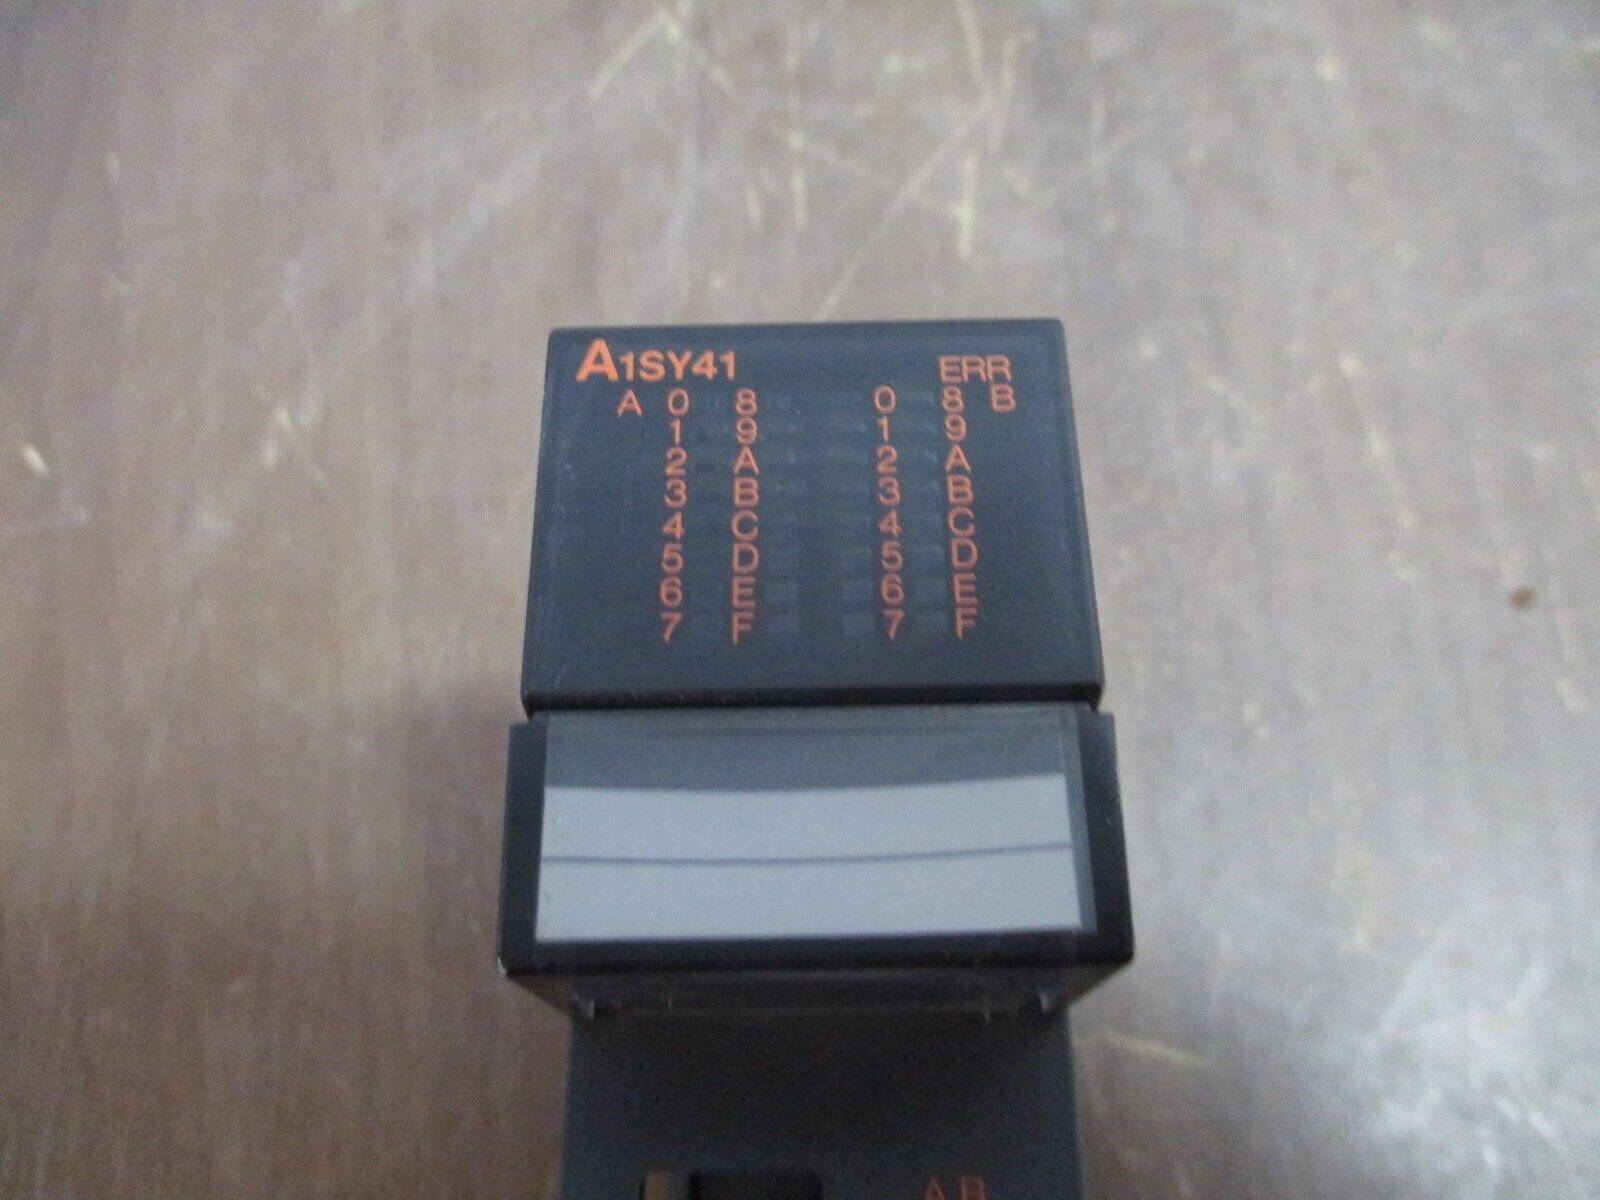 A1SY41 ERR
A 0 8 0 8 B
1 9 1 9
2 A 2 A
3 B 3 B
4 C 4 C
5 D 5 D
6 E 6 E
7 F 7 F
A B